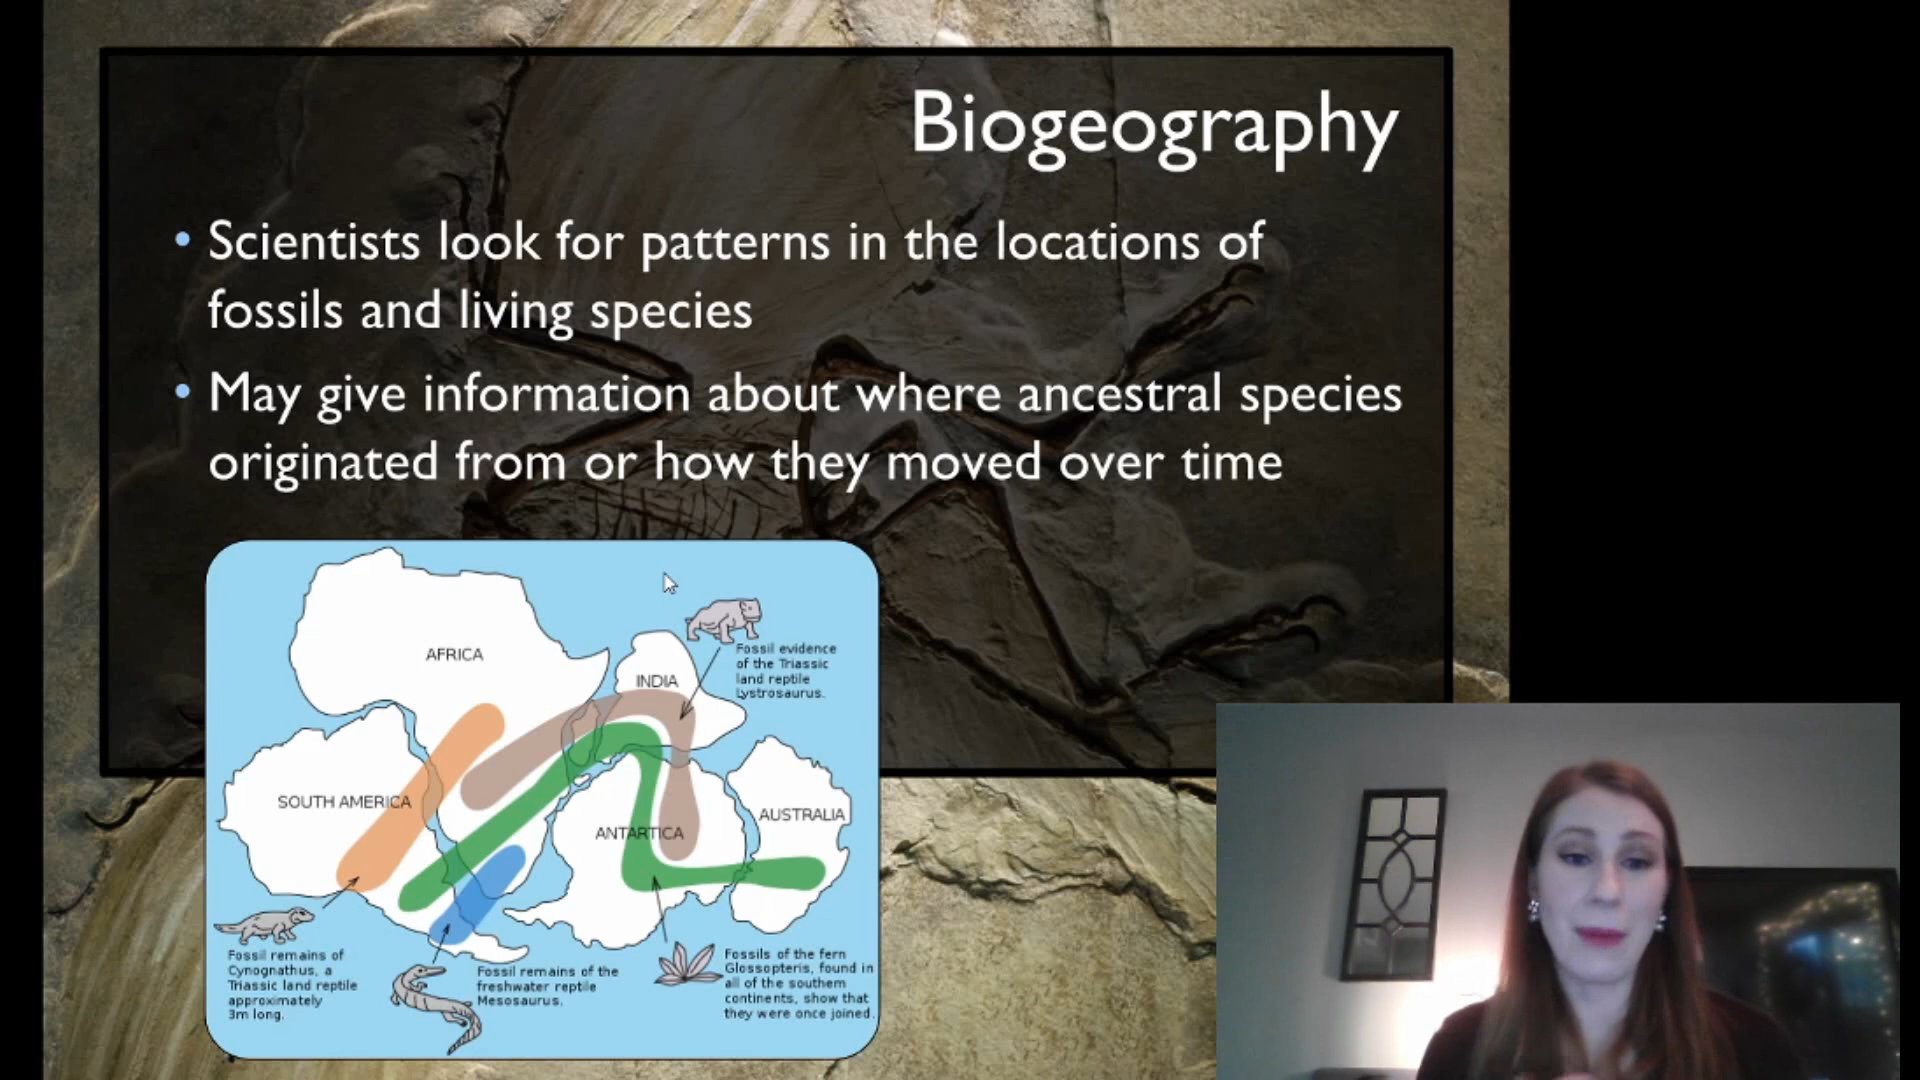 Biogeography
• Scientists look for patterns in the locations of
fossils and living species
• May give information about where ancestral species
originated from or how they moved over time
AFRICA
INDIA
Fossil evidence
of the Triassic
land reptile
Lystrosaurus.
SOUTH AMERICA
ANTARTICA
AUSTRALIA
Fossil remains of
Cynognathus, a
Triassic land reptile
approximately
3m long.
Fossil remains of the
freshwater reptile
Mesosaurus.
Fossils of the fern
Glossopteris, found in
all of the southern
continents, show that
they were once joined.